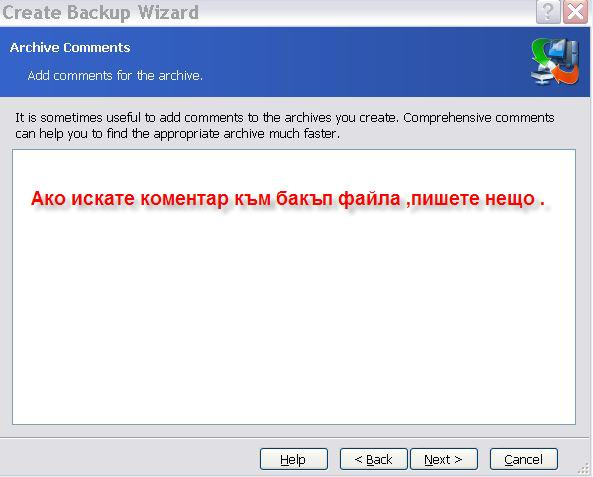 Create Backup Wizard
Archive Comments
Add comments for the archive.
It is sometimes useful to add comments to the archives you create. Comprehensive comments
can help you to find the appropriate archive much faster.
Ако искате коментар към бакъп файла ,пишете нещо .
Help
< Back
Next >
Cancel